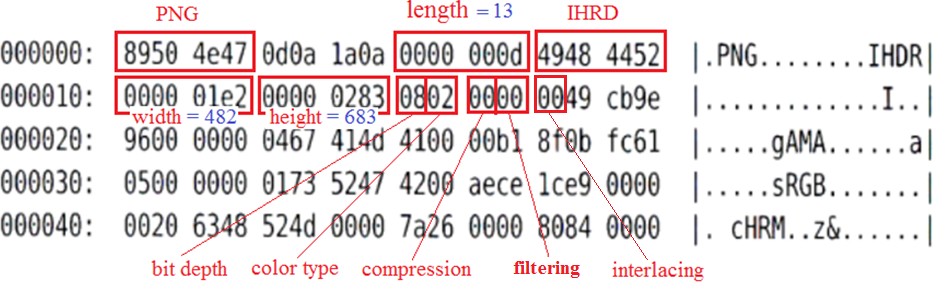 PNG length = 13 IHRD
000000: 8950 4e47 0d0a 1a0a 0000 000d 4948 4452 |.PNG........IHDR|
000010: 0000 01e2 0000 0283 0802 0000 0049 cb9e |.............I..|
width = 482 height = 683
000020: 9600 0000 0467 414d 4100 00b1 8f0b fc61 |.....gAMA......a|
000030: 0500 0000 0173 5247 4200 aece 1ce9 0000 |.....sRGB.......|
000040: 0020 6348 524d 0000 7a26 0000 8084 0000 |. cHRM..z&......|
bit depth color type compression filtering interlacing